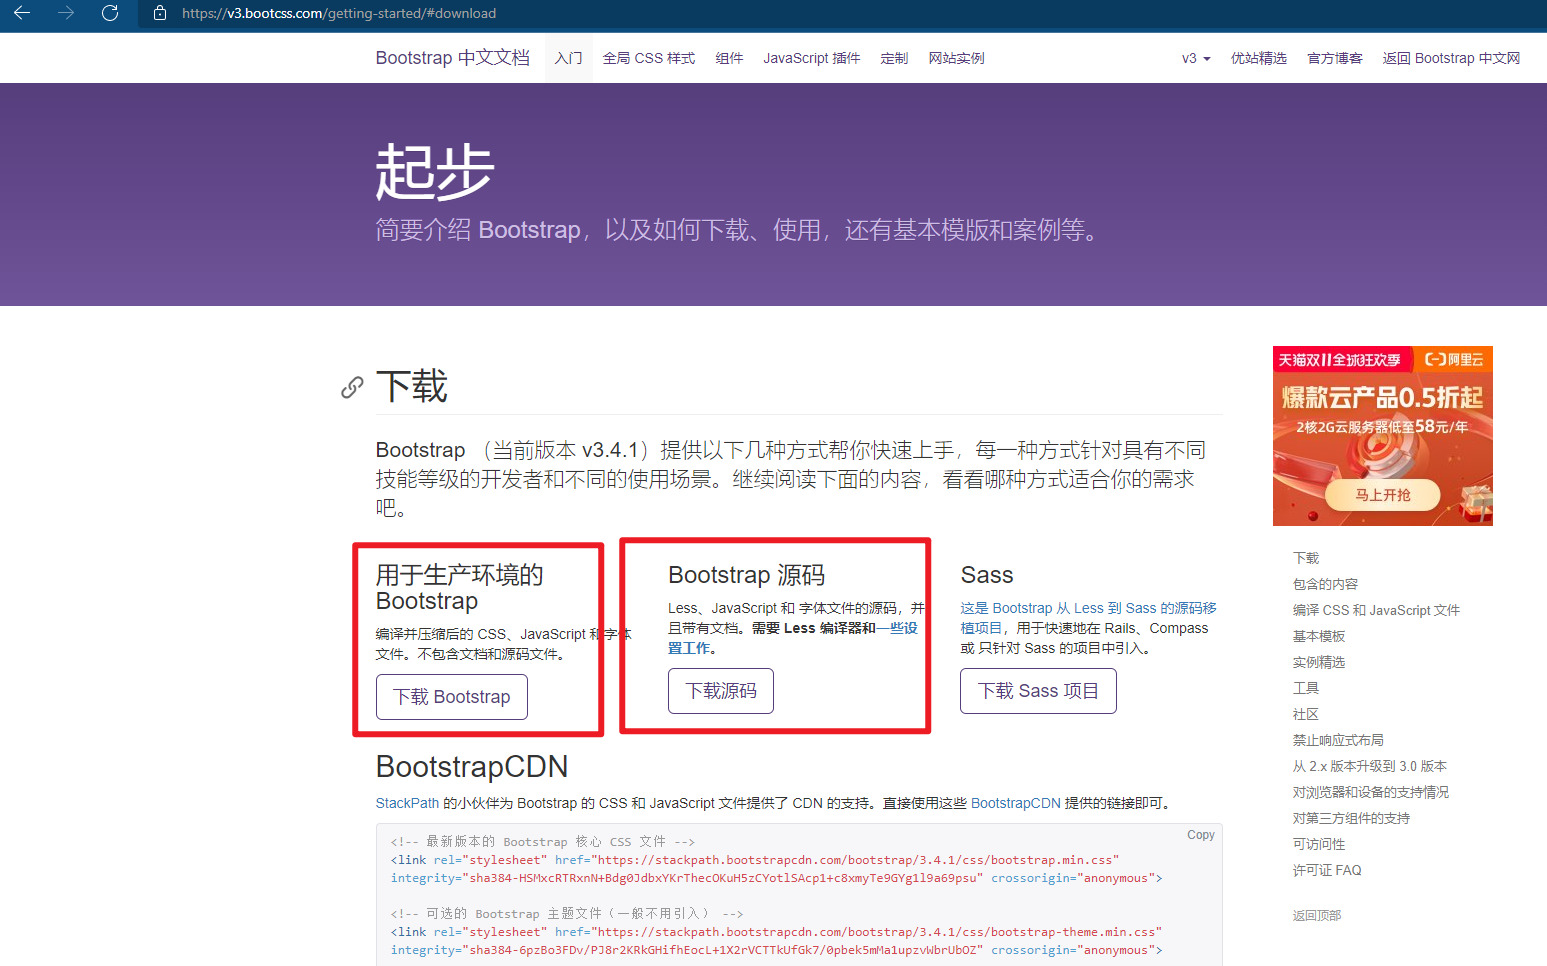 https://v3.bootcss.com/getting-started/#download
Bootstrap 中文文档 入门 全局 CSS 样式 组件 JavaScript 插件 定制 网站实例 v3 优站精选 官方博客 返回 Bootstrap 中文网
起步
简要介绍 Bootstrap，以及如何下载、使用，还有基本模版和案例等。
下载
Bootstrap （当前版本 v3.4.1）提供以下几种方式帮你快速上手，每一种方式针对具有不同
技能等级的开发者和不同的使用场景。继续阅读下面的内容，看看哪种方式适合你的需求
吧。
用于生产环境的
Bootstrap
编译并压缩后的 CSS、JavaScript 和字体
文件。不包含文档和源码文件。
下载 Bootstrap
Bootstrap 源码
Less、JavaScript 和 字体文件的源码，并
且带有文档。需要 Less 编译器和一些设
置工作。
下载源码
Sass
这是 Bootstrap 从 Less 到 Sass 的源码移
植项目，用于快速地在 Rails、Compass
或 只针对 Sass 的项目中引入。
下载 Sass 项目
BootstrapCDN
StackPath 的小伙伴为 Bootstrap 的 CSS 和 JavaScript 文件提供了 CDN 的支持。直接使用这些 BootstrapCDN 提供的链接即可。
Copy
<!-- 最新版本的 Bootstrap 核心 CSS 文件 -->
<link rel="stylesheet" href="https://stackpath.bootstrapcdn.com/bootstrap/3.4.1/css/bootstrap.min.css"
integrity="sha384-HSMxcRTRxnN+Bdg0JdbxYKrThecOKuH5zCYotlSAcp1+c8xmyTe9GYg1l9a69psu" crossorigin="anonymous">
<!-- 可选的 Bootstrap 主题文件（一般不用引入） -->
<link rel="stylesheet" href="https://stackpath.bootstrapcdn.com/bootstrap/3.4.1/css/bootstrap-theme.min.css"
integrity="sha384-6pzBo3FDv/PJ8r2KRkGHifhEocL+1X2rVCTTkUfGk7/0pbek5mMa1upzvWbrUbOZ" crossorigin="anonymous">
天猫双11全球狂欢季 阿里云
爆款云产品0.5折起
2核2G云服务器低至58元/年
马上开抢
下载
包含的内容
编译 CSS 和 JavaScript 文件
基本模板
实例精选
工具
社区
禁止响应式布局
从 2.x 版本升级到 3.0 版本
对浏览器和设备的支持情况
对第三方组件的支持
可访问性
许可证 FAQ
返回顶部